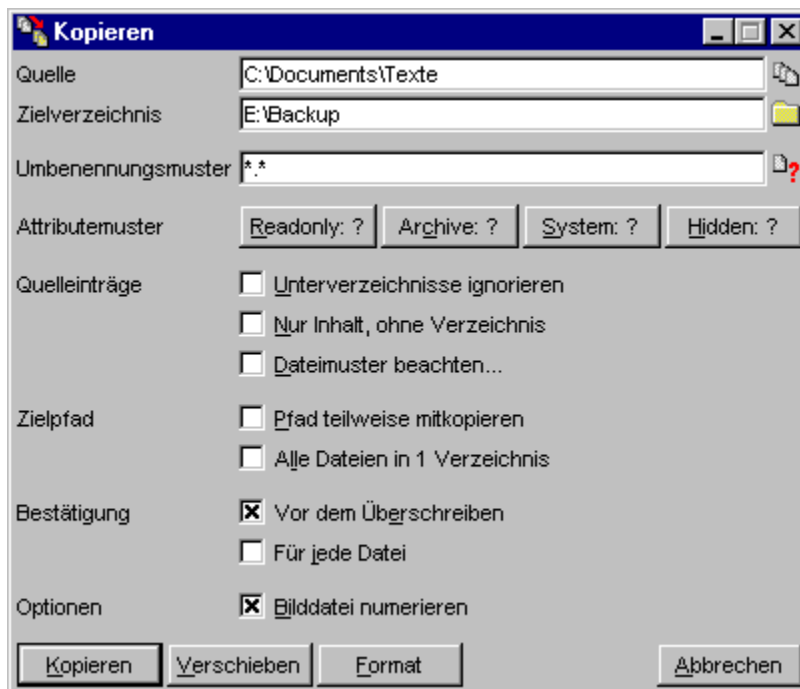 Kopieren
Quelle C:\Documents\Texte
Zielverzeichnis E:\Backup
Umbenennungsmuster *.*
Attributemuster Readonly: ? Archive: ? System: ? Hidden: ?
Quelleinträge Unterverzeichnisse ignorieren
Nur Inhalt, ohne Verzeichnis
Dateimuster beachten...
Zielpfad Pfad teilweise mitkopieren
Alle Dateien in 1 Verzeichnis
Bestätigung Vor dem Überschreiben
Für jede Datei
Optionen Bilddatei numerieren
Kopieren Verschieben Format Abbrechen